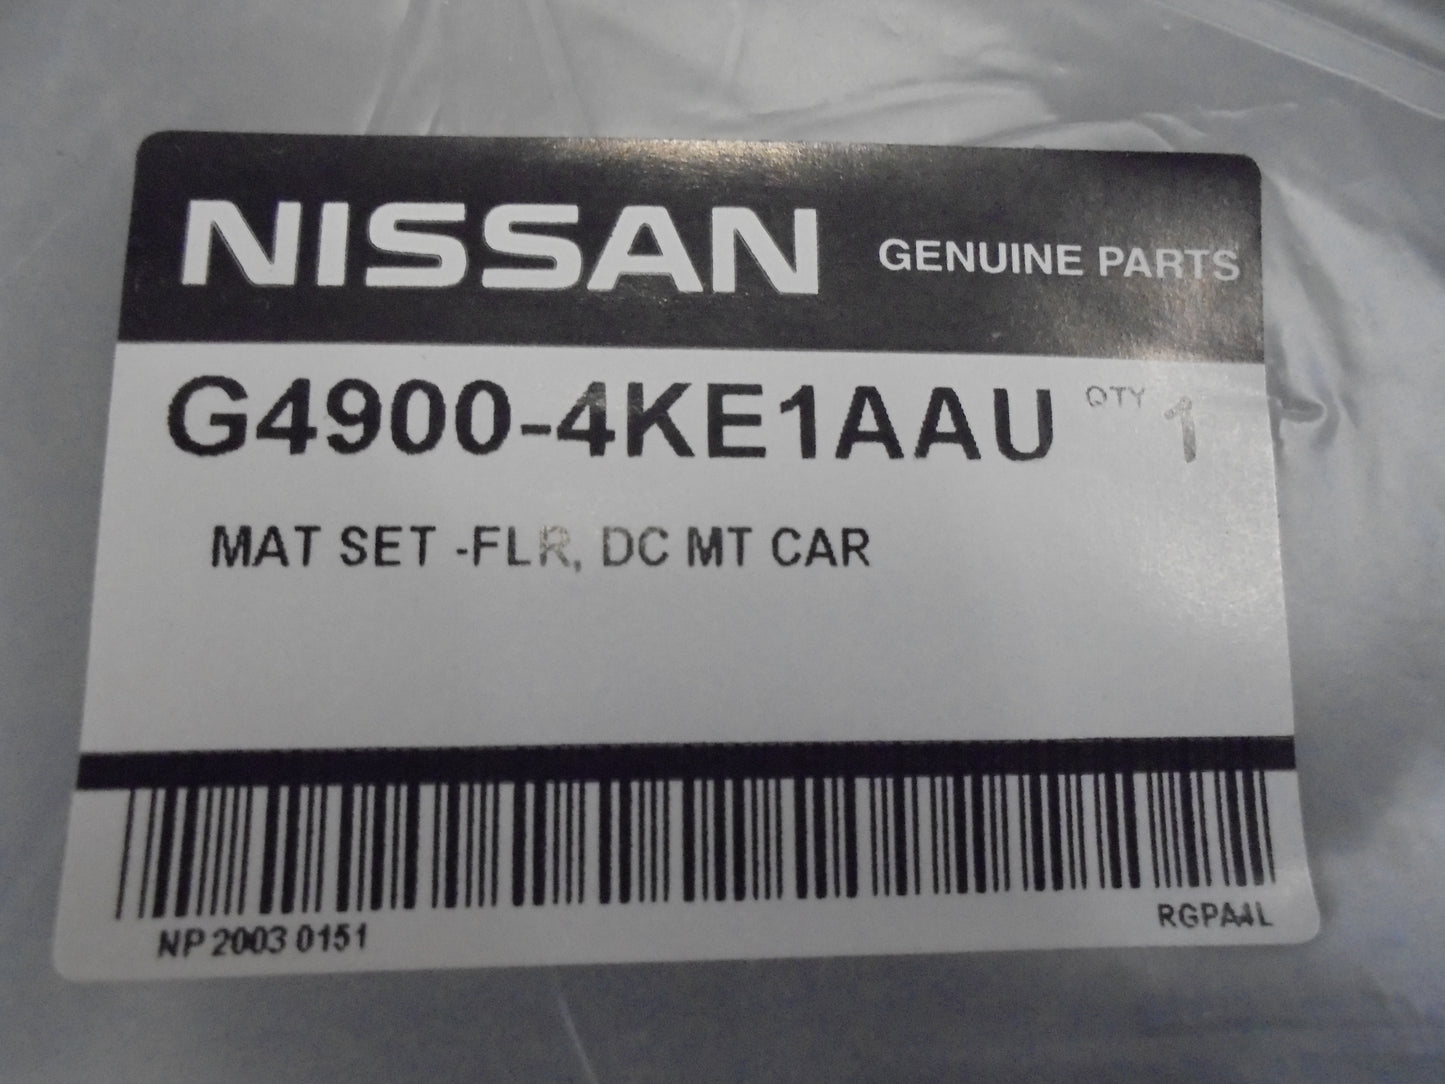 NISSAN GENUINE PARTS
G4900-4KE1AAU QTY 1
MAT SET -FLR, DC MT CAR
NP 2003 0151 RGPA4L